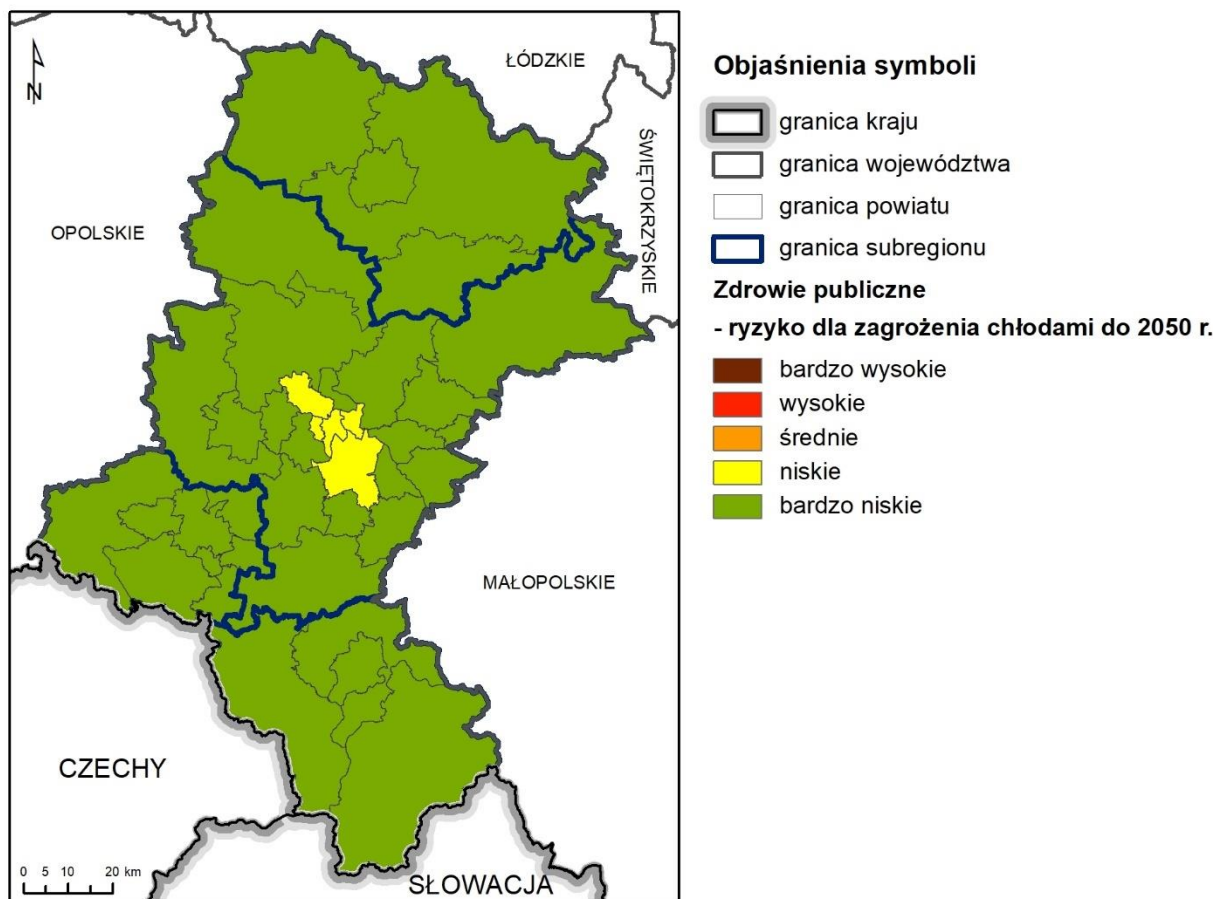 N
ŁÓDZKIE
ŚWIĘTOKRZYSKIE
OPOLSKIE
MAŁOPOLSKIE
CZECHY
SŁOWACJA
0 5 10 20 km
Objaśnienia symboli
granica kraju
granica województwa
granica powiatu
granica subregionu
Zdrowie publiczne
- ryzyko dla zagrożenia chłodami do 2050 r.
bardzo wysokie
wysokie
średnie
niskie
bardzo niskie